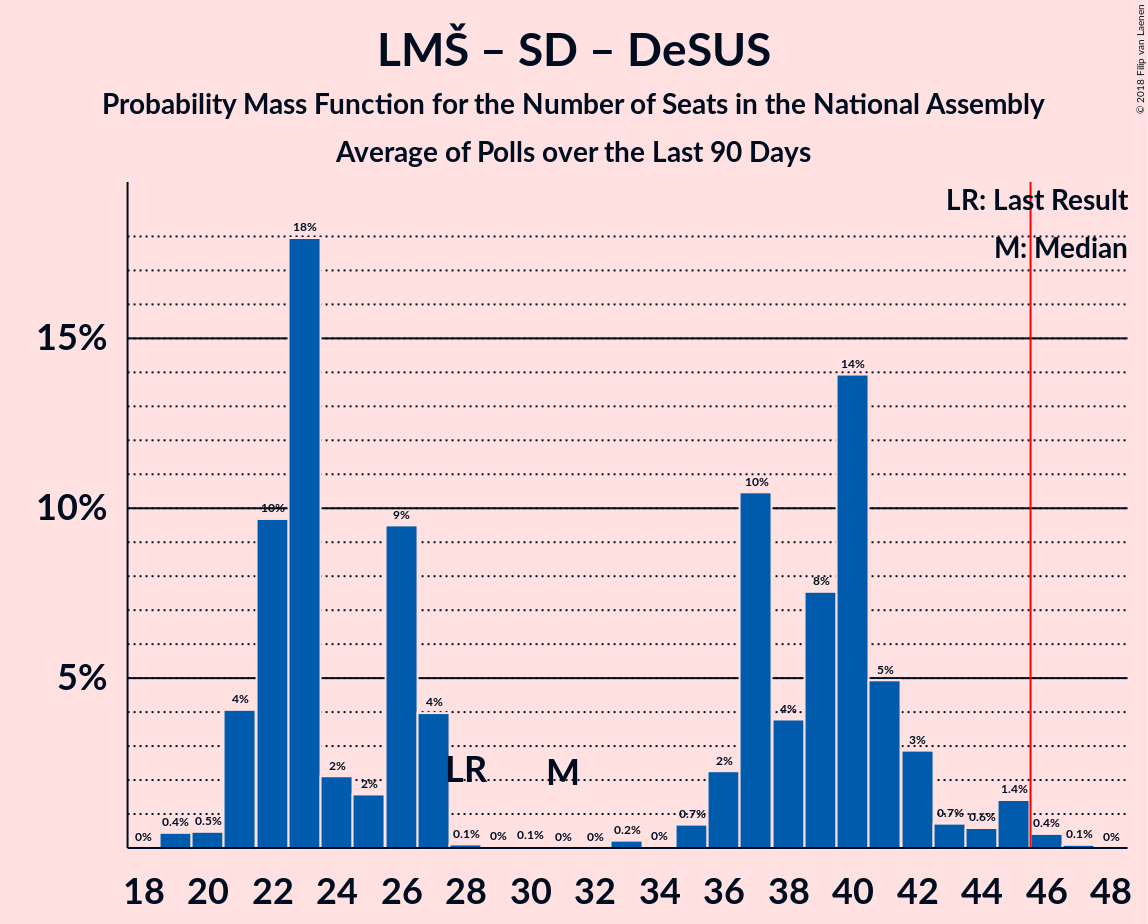 LMŠ – SD – DeSUS
Probability Mass Function for the Number of Seats in the National Assembly
Average of Polls over the Last 90 Days
© 2018 Filip van Laenen
LR: Last Result
M: Median
15%
10%
5%
0% 0.4% 0.5% 4% 10% 18% 2% 2% 9% 4% 0.1% 0% 0.1% 0% 0% 0.2% 0% 0.7% 2% 10% 4% 8% 14% 5% 3% 0.7% 0.6% 1.4% 0.4% 0.1% 0%
LR M
18 20 22 24 26 28 30 32 34 36 38 40 42 44 46 48